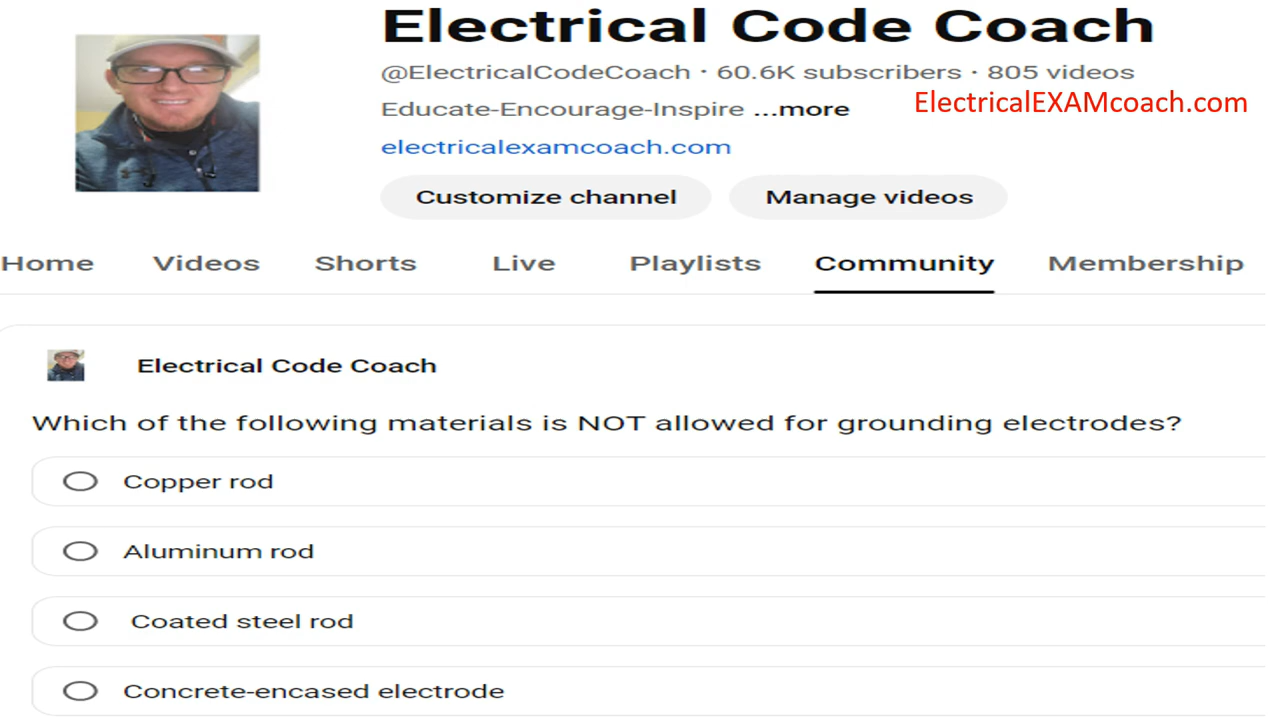 Electrical Code Coach
@ElectricalCodeCoach · 60.6K subscribers · 805 videos
Educate-Encourage-Inspire ...more
ElectricalEXAMcoach.com
electricalexamcoach.com
Customize channel
Manage videos
Home Videos Shorts Live Playlists Community Membership
Electrical Code Coach
Which of the following materials is NOT allowed for grounding electrodes?
Copper rod
Aluminum rod
Coated steel rod
Concrete-encased electrode